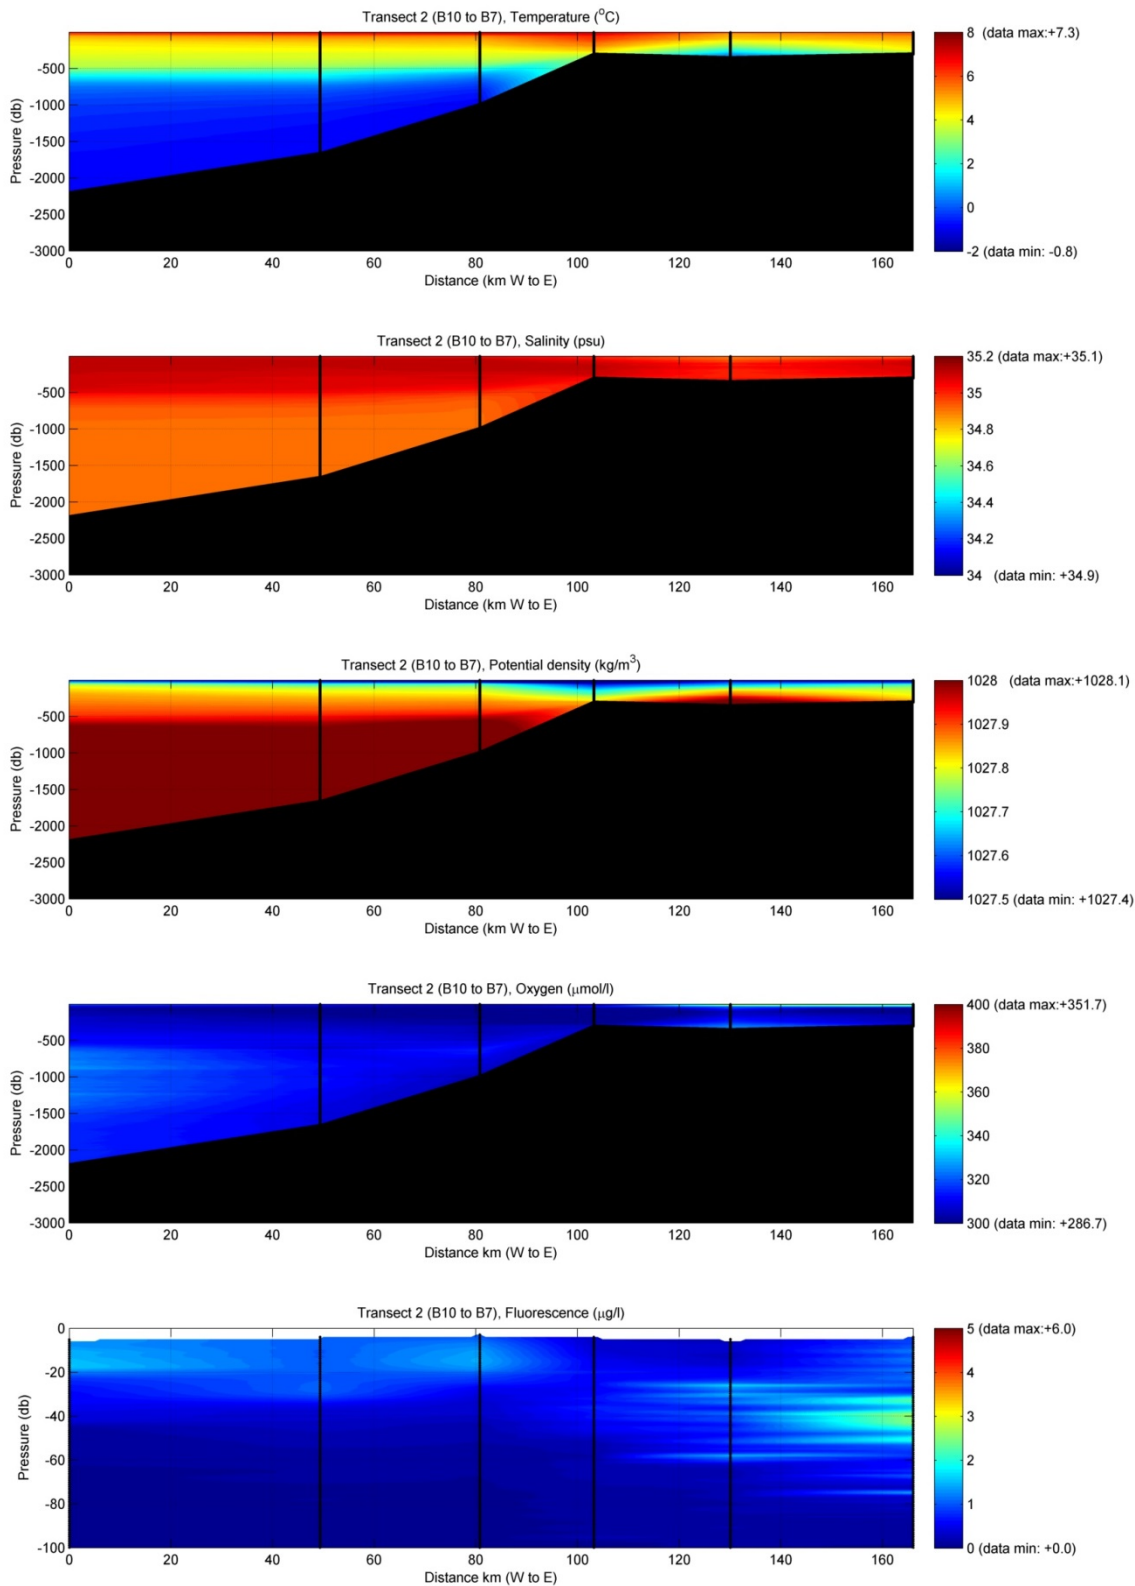 Transect 2 (B10 to B7), Temperature (°C)
8 (data max:+7.3)
6
4
2
0
-2 (data min: -0.8)
Pressure (db)
-500
-1000
-1500
-2000
-2500
-3000
0 20 40 60 80 100 120 140 160
Distance (km W to E)
Transect 2 (B10 to B7), Salinity (psu)
35.2 (data max:+35.1)
35
34.8
34.6
34.4
34.2
34 (data min: +34.9)
Pressure (db)
-500
-1000
-1500
-2000
-2500
-3000
0 20 40 60 80 100 120 140 160
Distance (km W to E)
Transect 2 (B10 to B7), Potential density (kg/m³)
1028 (data max:+1028.1)
1027.9
1027.8
1027.7
1027.6
1027.5 (data min: +1027.4)
Pressure (db)
-500
-1000
-1500
-2000
-2500
-3000
0 20 40 60 80 100 120 140 160
Distance (km W to E)
Transect 2 (B10 to B7), Oxygen (μmol/l)
400 (data max:+351.7)
380
360
340
320
300 (data min: +286.7)
Pressure (db)
-500
-1000
-1500
-2000
-2500
-3000
0 20 40 60 80 100 120 140 160
Distance km (W to E)
Transect 2 (B10 to B7), Fluorescence (μg/l)
5 (data max:+6.0)
4
3
2
1
0 (data min: +0.0)
Pressure (db)
0
-20
-40
-60
-80
-100
0 20 40 60 80 100 120 140 160
Distance km (W to E)